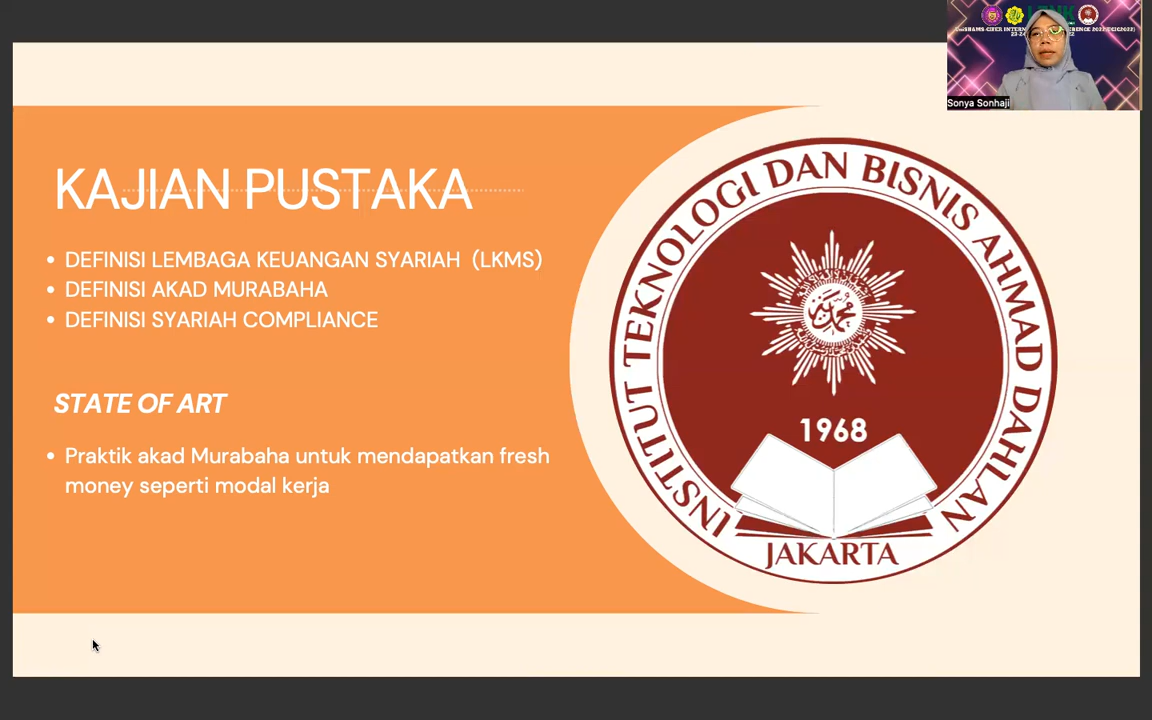 KAJIAN PUSTAKA
• DEFINISI LEMBAGA KEUANGAN SYARIAH (LKMS)
• DEFINISI AKAD MURABAHA
• DEFINISI SYARIAH COMPLIANCE
STATE OF ART
• Praktik akad Murabaha untuk mendapatkan fresh
money seperti modal kerja
INSTITUT TEKNOLOGI DAN BISNIS AHMAD DAHLAN
محمد
1968
JAKARTA
Sonya Sonhaji